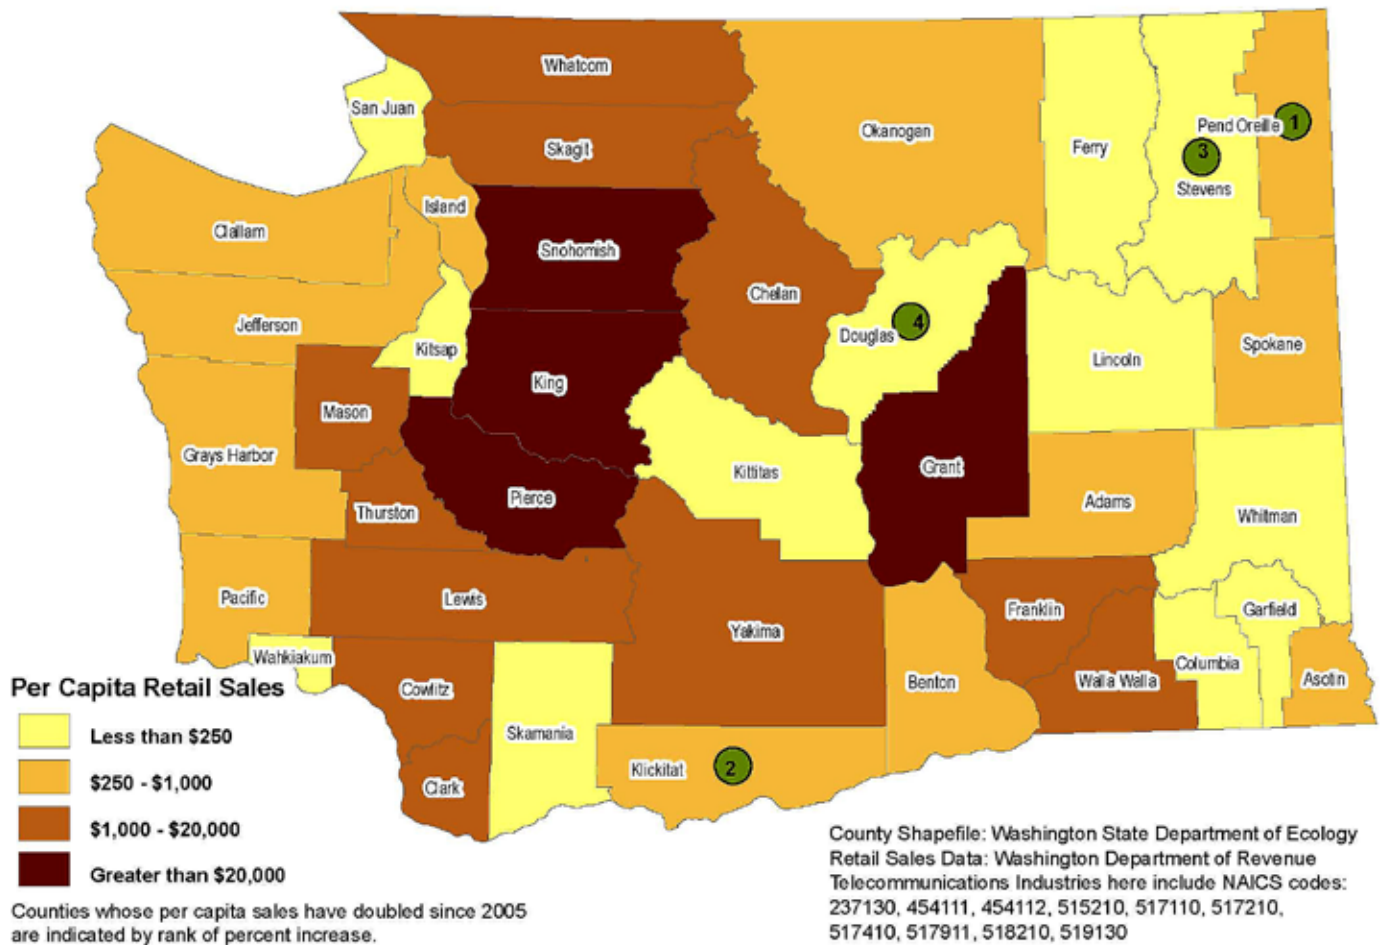 Whatcom
San Juan
Skagit
Okanogan
Ferry
Pend Oreille
1
3
Stevens
Island
Clallam
Snohomish
Chelan
Jefferson
Kitsap
Douglas
4
Lincoln
Spokane
King
Mason
Grays Harbor
Kittitas
Grant
Pierce
Thurston
Adams
Whitman
Pacific
Lewis
Yakima
Franklin
Garfield
Wahkiakum
Cowlitz
Benton
Walla Walla
Columbia
Asotin
Skamania
Klickitat
2
Clark
Per Capita Retail Sales
Less than $250
$250 - $1,000
$1,000 - $20,000
Greater than $20,000
Counties whose per capita sales have doubled since 2005
are indicated by rank of percent increase.
County Shapefile: Washington State Department of Ecology
Retail Sales Data: Washington Department of Revenue
Telecommunications Industries here include NAICS codes:
237130, 454111, 454112, 515210, 517110, 517210,
517410, 517911, 518210, 519130